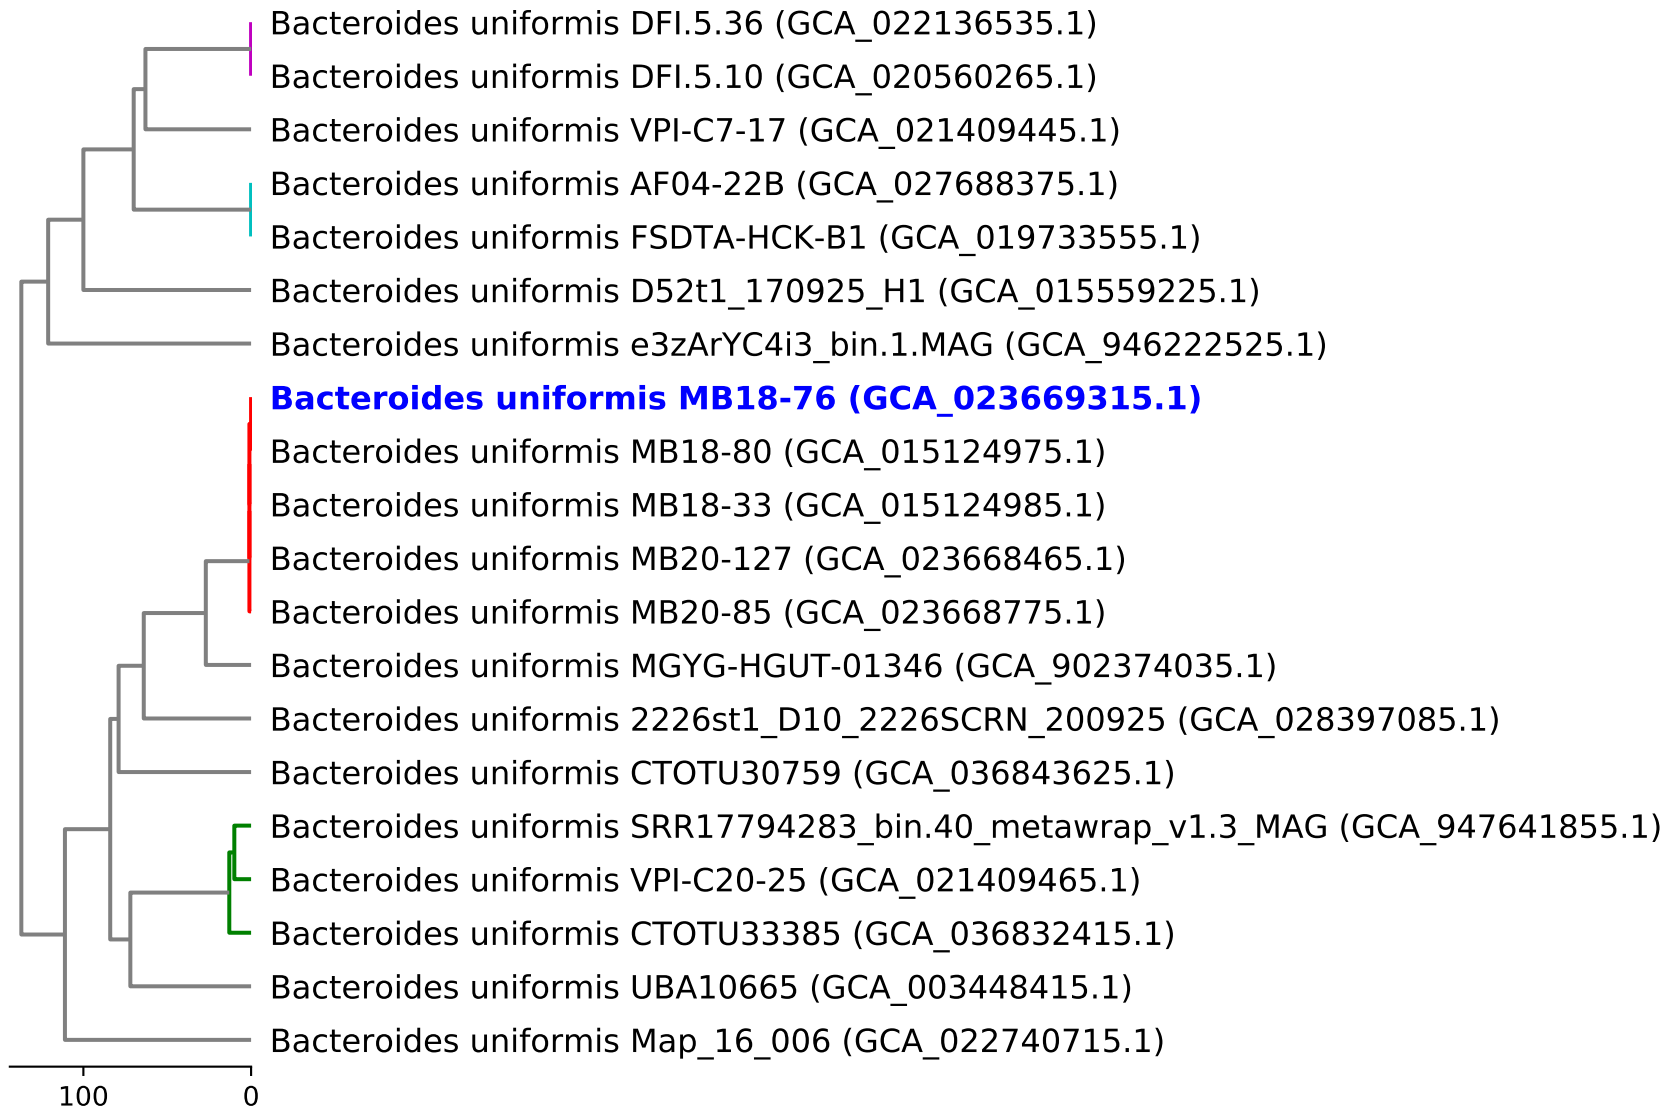 Bacteroides uniformis DFI.5.36 (GCA_022136535.1)
Bacteroides uniformis DFI.5.10 (GCA_020560265.1)
Bacteroides uniformis VPI-C7-17 (GCA_021409445.1)
Bacteroides uniformis AF04-22B (GCA_027688375.1)
Bacteroides uniformis FSDTA-HCK-B1 (GCA_019733555.1)
Bacteroides uniformis D52t1_170925_H1 (GCA_015559225.1)
Bacteroides uniformis e3zArYC4i3_bin.1.MAG (GCA_946222525.1)
Bacteroides uniformis MB18-76 (GCA_023669315.1)
Bacteroides uniformis MB18-80 (GCA_015124975.1)
Bacteroides uniformis MB18-33 (GCA_015124985.1)
Bacteroides uniformis MB20-127 (GCA_023668465.1)
Bacteroides uniformis MB20-85 (GCA_023668775.1)
Bacteroides uniformis MGYG-HGUT-01346 (GCA_902374035.1)
Bacteroides uniformis 2226st1_D10_2226SCRN_200925 (GCA_028397085.1)
Bacteroides uniformis CTOTU30759 (GCA_036843625.1)
Bacteroides uniformis SRR17794283_bin.40_metawrap_v1.3_MAG (GCA_947641855.1)
Bacteroides uniformis VPI-C20-25 (GCA_021409465.1)
Bacteroides uniformis CTOTU33385 (GCA_036832415.1)
Bacteroides uniformis UBA10665 (GCA_003448415.1)
Bacteroides uniformis Map_16_006 (GCA_022740715.1)
100 0